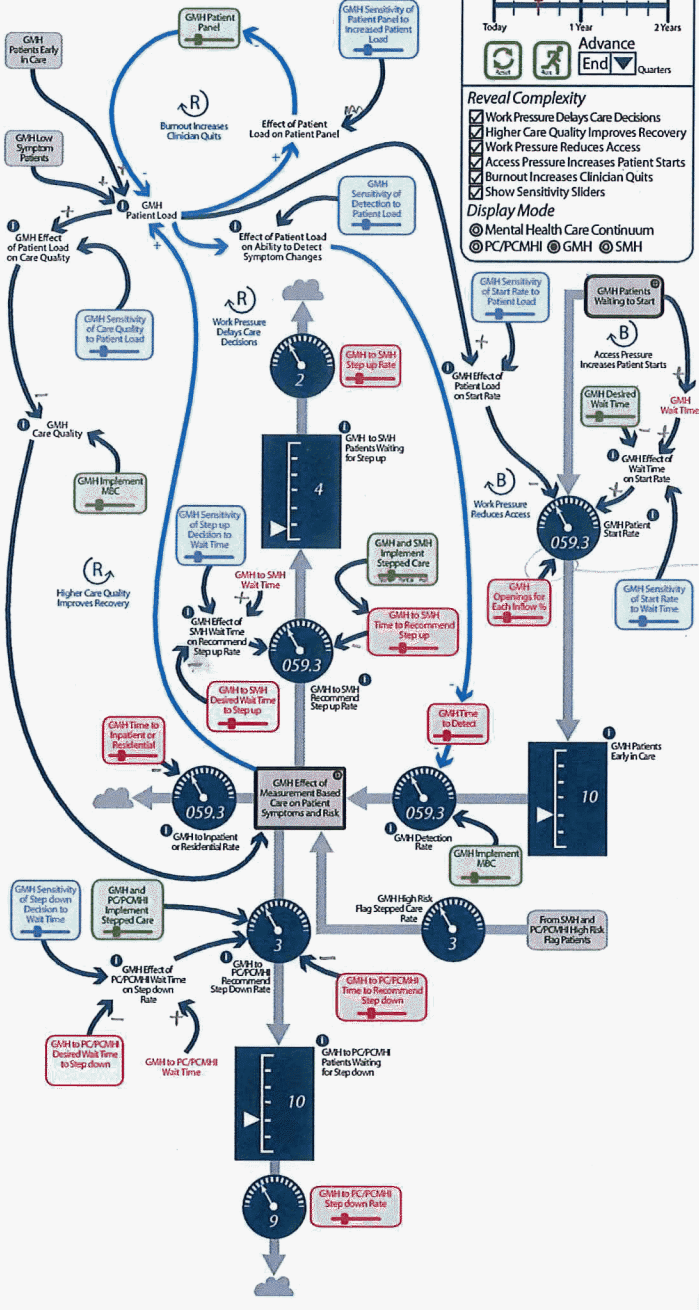 GMH Patient
Panel
GMH Sensitivity of
Patient Panel to
Increased Patient
Load
Today
1 Year
2 Years
GMH
Patients Early
in Care
R
Burnout Increases
Clinician Quits
Effect of Patient
Load on Patient Panel
Reset
Run
Advance
End
Quarters
Reveal Complexity
Work Pressure Delays Care Decisions
Higher Care Quality Improves Recovery
Work Pressure Reduces Access
Access Pressure Increases Patient Starts
Burnout Increases Clinician Quits
Show Sensitivity Sliders
Display Mode
Mental Health Care Continuum
PC/PCMHI
GMH
SMH
GMH Low
Symptom
Patients
GMH
Patient Load
GMH
Sensitivity of
Detection to
Patient Load
GMH Effect
of Patient Load
on Care Quality
Effect of Patient Load
on Ability to Detect
Symptom Changes
GMH Sensitivity
of Care Quality
to Patient Load
R
Work Pressure
Delays Care
Decisions
GMH Sensitivity
of Start Rate to
Patient Load
GMH Patients
Waiting to Start
B
Access Pressure
Increases Patient Starts
2
GMH to SMH
Step up Rate
GMH Effect of
Patient Load
on Start Rate
GMH Desired
Wait Time
GMH
Wait Time
GMH
Care Quality
GMH to SMH
Patients Waiting
for Step up
4
GMH Effect of
Wait Time
on Start Rate
GMH Implement
MBC
B
Work Pressure
Reduces Access
059.3
GMH Patient
Start Rate
GMH Sensitivity
of Step up
Decision to
Wait Time
GMH and SMH
Implement
Stepped Care
R
Higher Care Quality
Improves Recovery
GMH to SMH
Wait Time
GMH
Openings for
Each Inflow %
GMH Sensitivity
of Start Rate
to Wait Time
GMH Effect of
SMH Wait Time
on Recommend
Step up Rate
059.3
GMH to SMH
Time to Recommend
Step up
GMH to SMH
Desired Wait Time
to Step up
GMH to SMH
Recommend
Step up Rate
GMH Time to
Inpatient or
Residential
GMH Time
to Detect
GMH Patients
Early in Care
059.3
GMH Effect of
Measurement Based
Care on Patient
Symptoms and Risk
059.3
10
GMH to Inpatient
or Residential Rate
GMH Detection
Rate
GMH Implement
MBC
GMH Sensitivity
of Step down
Decision to
Wait Time
GMH and
PC/PCMHI
Implement
Stepped Care
3
GMH High Risk
Flag Stepped Care
Rate
3
From SMH and
PC/PCMHI High Risk
Flag Patients
GMH Effect of
PC/PCMHI Wait Time
on Step down
Rate
GMH to
PC/PCMHI
Recommend
Step Down Rate
GMH to PC/PCMHI
Time to Recommend
Step down
GMH to PC/PCMHI
Desired Wait Time
to Step down
GMH to PC/PCMHI
Wait Time
GMH to PC/PCMHI
Patients Waiting
for Step down
10
9
GMH to PC/PCMHI
Step down Rate